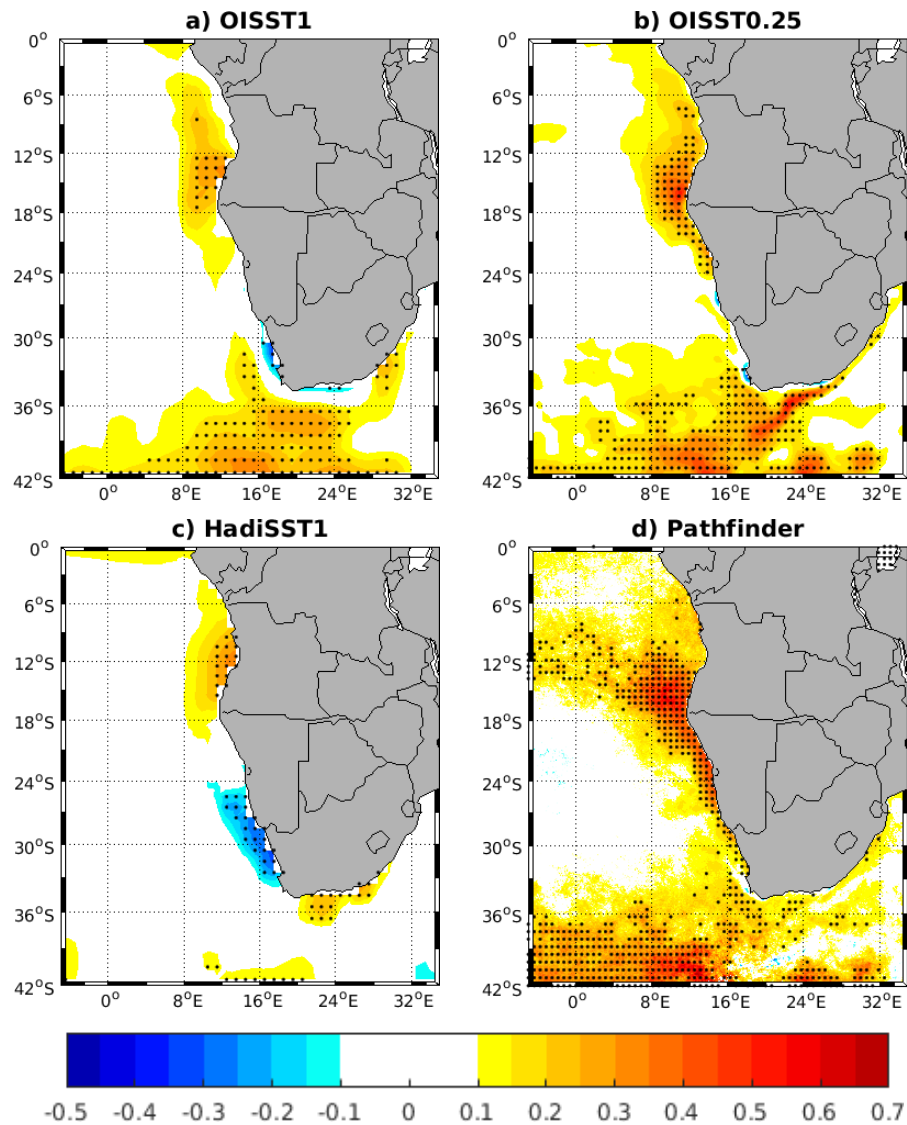 a) OISST1
b) OISST0.25
0°
6°S
12°S
18°S
24°S
30°S
36°S
42°S
0° 8°E 16°E 24°E 32°E
0°
6°S
12°S
18°S
24°S
30°S
36°S
42°S
0° 8°E 16°E 24°E 32°E
c) HadiSST1
d) Pathfinder
0°
6°S
12°S
18°S
24°S
30°S
36°S
42°S
0° 8°E 16°E 24°E 32°E
0°
6°S
12°S
18°S
24°S
30°S
36°S
42°S
0° 8°E 16°E 24°E 32°E
-0.5 -0.4 -0.3 -0.2 -0.1 0 0.1 0.2 0.3 0.4 0.5 0.6 0.7